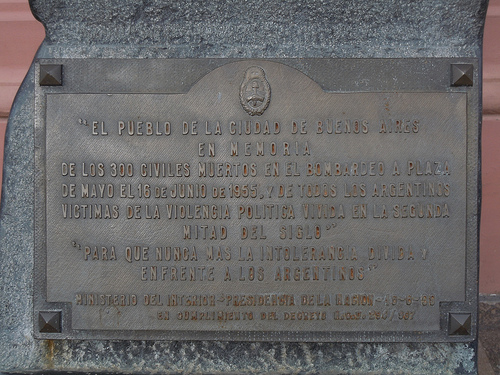 "EL PUEBLO DE LA CIUDAD DE BUENOS AIRES
EN MEMORIA
DE LOS 300 CIVILES MUERTOS EN EL BOMBARDEO A PLAZA
DE MAYO EL 16 DE JUNIO DE 1955, Y DE TODOS LOS ARGENTINOS
VICTIMAS DE LA VIOLENCIA POLITICA VIVIDA EN LA SEGUNDA
MITAD DEL SIGLO"
"PARA QUE NUNCA MAS LA INTOLERANCIA DIVIDA Y
ENFRENTE A LOS ARGENTINOS"
MINISTERIO DEL INTERIOR - PRESIDENCIA DE LA NACION -
EN CUMPLIMIENTO DEL DECRETO